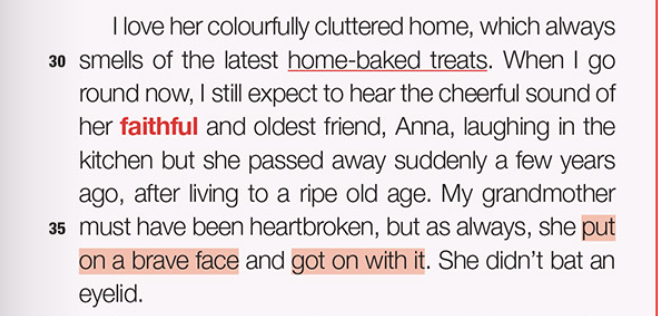 I love her colourfully cluttered home, which always
30 smells of the latest home-baked treats. When I go
round now, I still expect to hear the cheerful sound of
her faithful and oldest friend, Anna, laughing in the
kitchen but she passed away suddenly a few years
ago, after living to a ripe old age. My grandmother
35 must have been heartbroken, but as always, she put
on a brave face and got on with it. She didn’t bat an
eyelid.